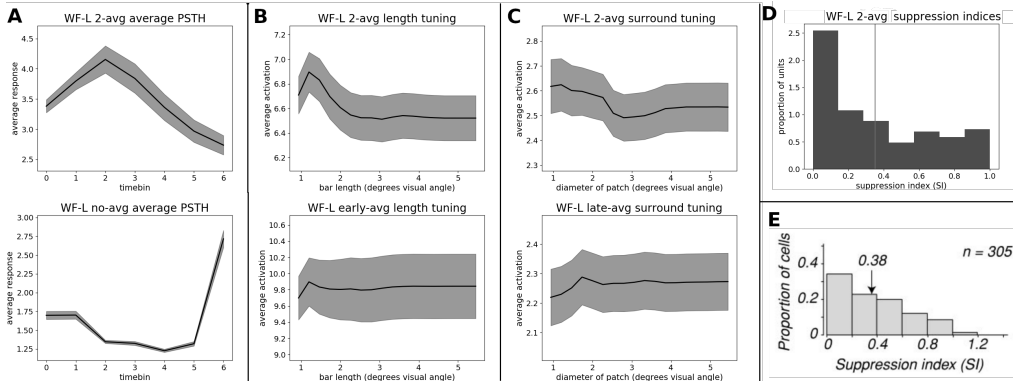 A
WF-L 2-avg average PSTH
average response
4.5
4.0
3.5
3.0
2.5
0 1 2 3 4 5 6
timebin
WF-L no-avg average PSTH
average response
3.00
2.75
2.50
2.25
2.00
1.75
1.50
1.25
0 1 2 3 4 5 6
timebin
B
WF-L 2-avg length tuning
average activation
7.2
7.0
6.8
6.6
6.4
6.2
1 2 3 4 5
bar length (degrees visual angle)
WF-L early-avg length tuning
average activation
10.6
10.4
10.2
10.0
9.8
9.6
9.4
9.2
9.0
1 2 3 4 5
bar length (degrees visual angle)
C
WF-L 2-avg surround tuning
average activation
2.8
2.7
2.6
2.5
2.4
2.3
1 2 3 4 5
diameter of patch (degrees visual angle)
WF-L late-avg surround tuning
average activation
2.4
2.3
2.2
2.1
1 2 3 4 5
diameter of patch (degrees visual angle)
D
WF-L 2-avg suppression indices
proportion of units
2.5
2.0
1.5
1.0
0.5
0.0
0.0 0.2 0.4 0.6 0.8 1.0
suppression index (SI)
E
Proportion of cells
0.4
0.2
0
0.38
n = 305
0 0.4 0.8 1.2
Suppression index (SI)